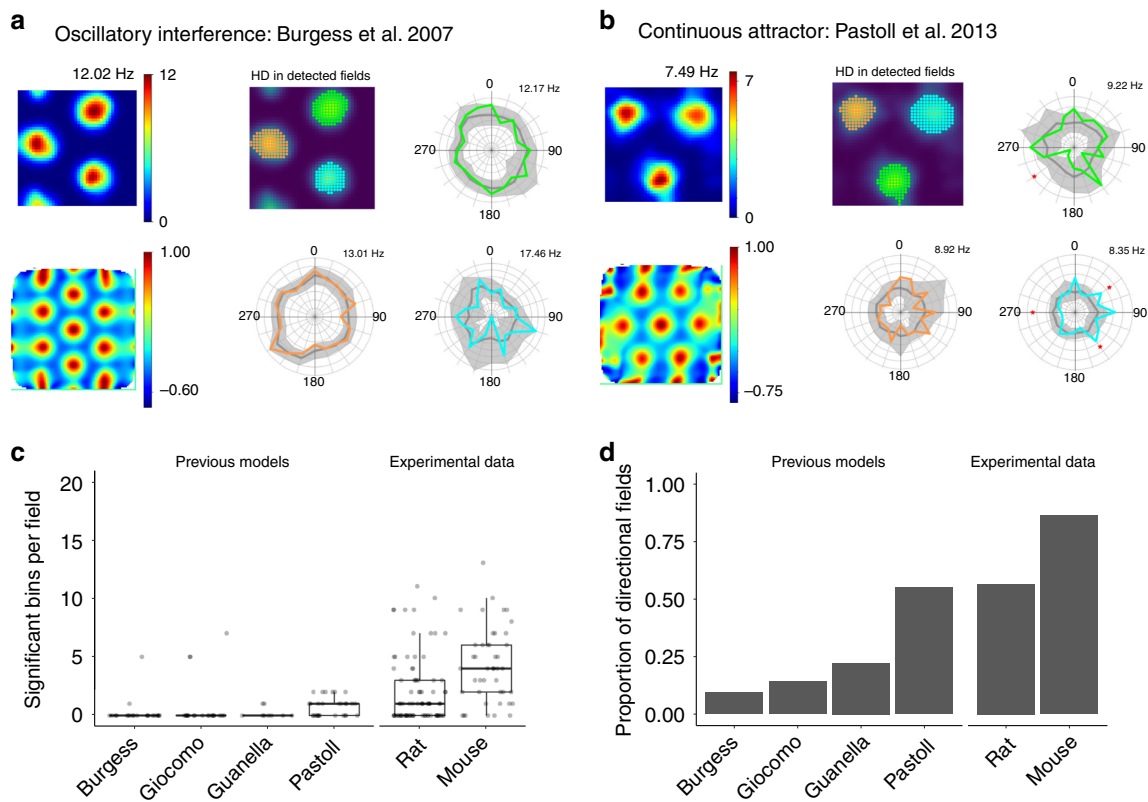 a
Oscillatory interference: Burgess et al. 2007
12.02 Hz
12
0
HD in detected fields
0
12.17 Hz
270
90
180
1.00
−0.60
0
13.01 Hz
270
90
180
0
17.46 Hz
270
90
180
b
Continuous attractor: Pastoll et al. 2013
7.49 Hz
7
0
HD in detected fields
0
9.22 Hz
270
90
180
1.00
−0.75
0
8.92 Hz
270
90
180
0
8.35 Hz
270
90
180
c
Previous models
Experimental data
Significant bins per field
20
15
10
5
0
Burgess
Giocomo
Guanella
Pastoll
Rat
Mouse
d
Previous models
Experimental data
Proportion of directional fields
1.00
0.75
0.50
0.25
0.00
Burgess
Giocomo
Guanella
Pastoll
Rat
Mouse